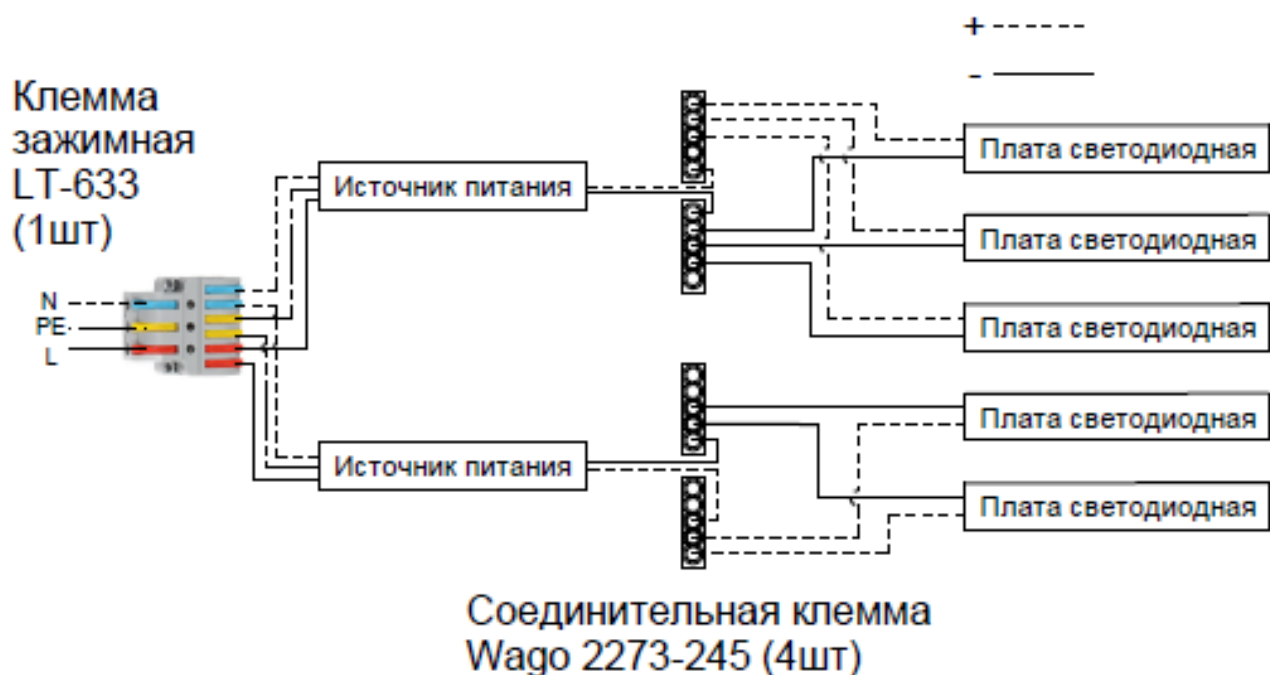 +
-
Клемма
зажимная
LT-633
(1шт)
N
PE
L
Источник питания
Источник питания
Плата светодиодная
Плата светодиодная
Плата светодиодная
Плата светодиодная
Плата светодиодная
Соединительная клемма
Wago 2273-245 (4шт)